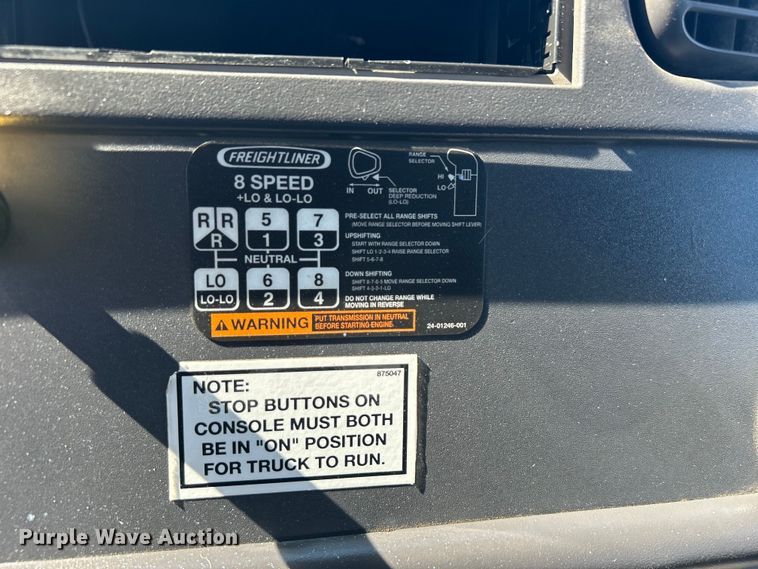 FREIGHTLINER
8 SPEED
+LO & LO-LO
R R 5 7
R 1 3
NEUTRAL
LO 6 8
LO-LO 2 4
IN OUT
SELECTOR
DEEP REDUCTION
(LO-LO)
RANGE
SELECTOR
HI
LO
PRE-SELECT ALL RANGE SHIFTS
(MOVE RANGE SELECTOR BEFORE MOVING SHIFT LEVER)
UPSHIFTING
START WITH RANGE SELECTOR DOWN
SHIFT LO 1-2-3-4 RAISE RANGE SELECTOR
SHIFT 5-6-7-8
DOWN SHIFTING
SHIFT 8-7-6-5 MOVE RANGE SELECTOR DOWN
SHIFT 4-3-2-1-LO
DO NOT CHANGE RANGE WHILE
MOVING IN REVERSE
WARNING
PUT TRANSMISSION IN NEUTRAL
BEFORE STARTING ENGINE
24-01246-001
875047
NOTE:
STOP BUTTONS ON
CONSOLE MUST BOTH
BE IN "ON" POSITION
FOR TRUCK TO RUN.
Purple Wave Auction